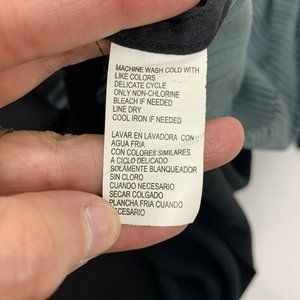 MACHINE WASH COLD WITH
LIKE COLORS
DELICATE CYCLE
ONLY NON-CHLORINE
BLEACH IF NEEDED
LINE DRY
COOL IRON IF NEEDED
LAVAR EN LAVADORA CON
AGUA FRIA
CON COLORES SIMILARES
A CICLO DELICADO
SOLAMENTE BLANQUEADOR
SIN CLORO
CUANDO NECESARIO
SECAR COLGADO
PLANCHA FRIA CUANDO
ECESARIO